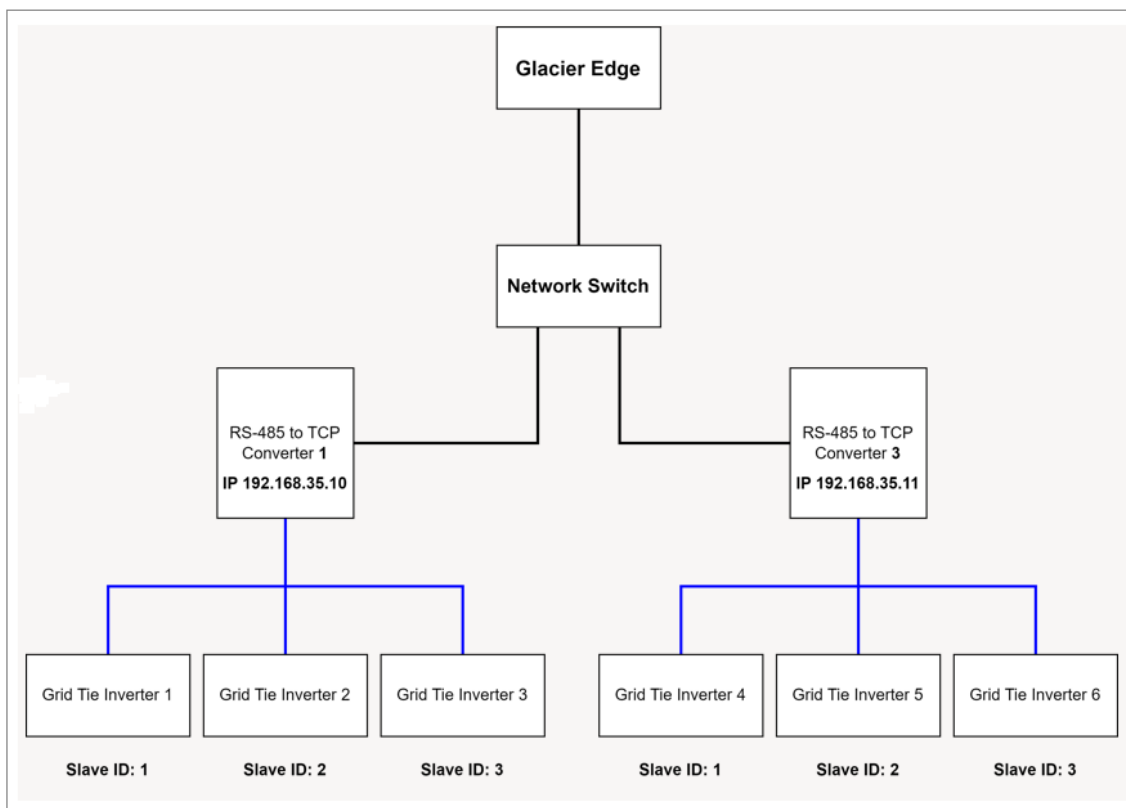 Glacier Edge
Network Switch
RS-485 to TCP
Converter 1
IP 192.168.35.10
RS-485 to TCP
Converter 3
IP 192.168.35.11
Grid Tie Inverter 1
Grid Tie Inverter 2
Grid Tie Inverter 3
Grid Tie Inverter 4
Grid Tie Inverter 5
Grid Tie Inverter 6
Slave ID: 1
Slave ID: 2
Slave ID: 3
Slave ID: 1
Slave ID: 2
Slave ID: 3